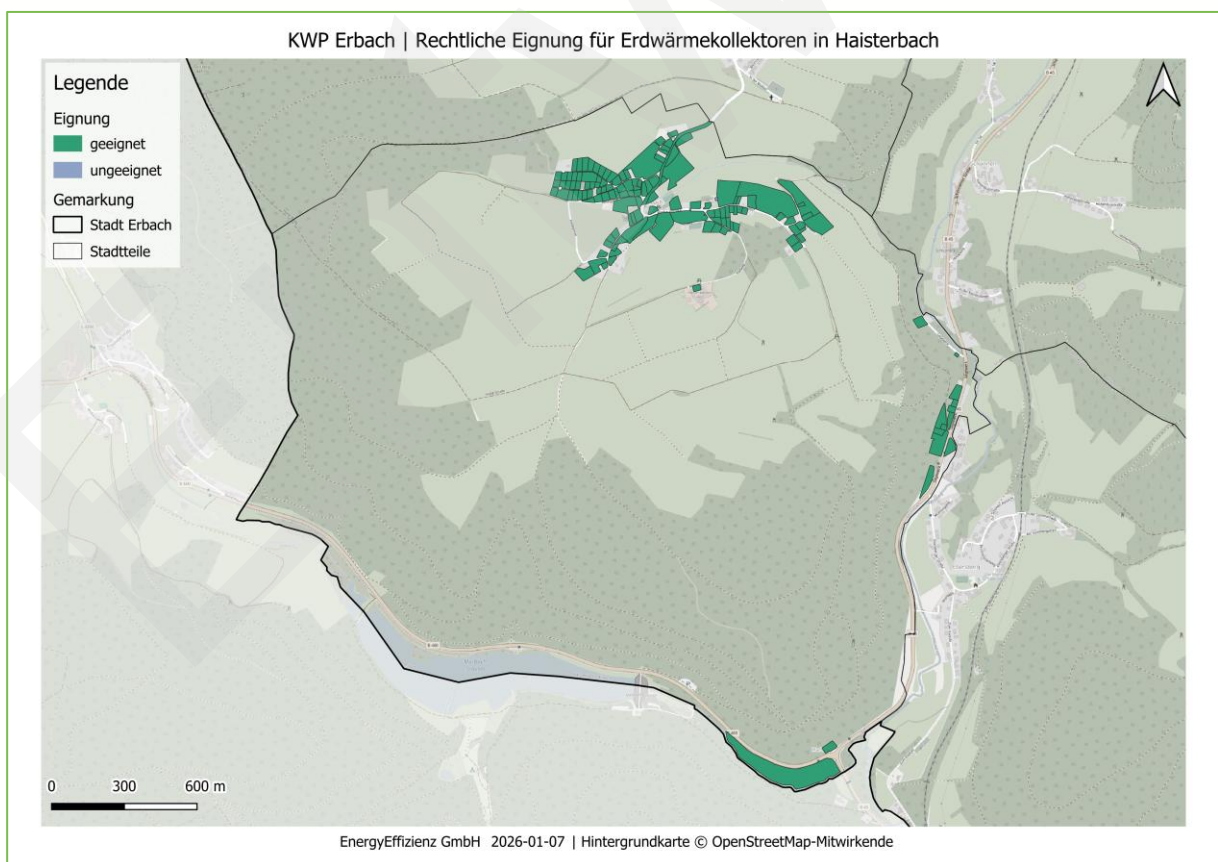 KWP Erbach | Rechtliche Eignung für Erdwärmekollektoren in Haisterbach
Legende
Eignung
geeignet
ungeeignet
Gemarkung
Stadt Erbach
Stadtteile
B 45
0 300 600 m
EnergyEffizienz GmbH 2026-01-07 | Hintergrundkarte © OpenStreetMap-Mitwirkende